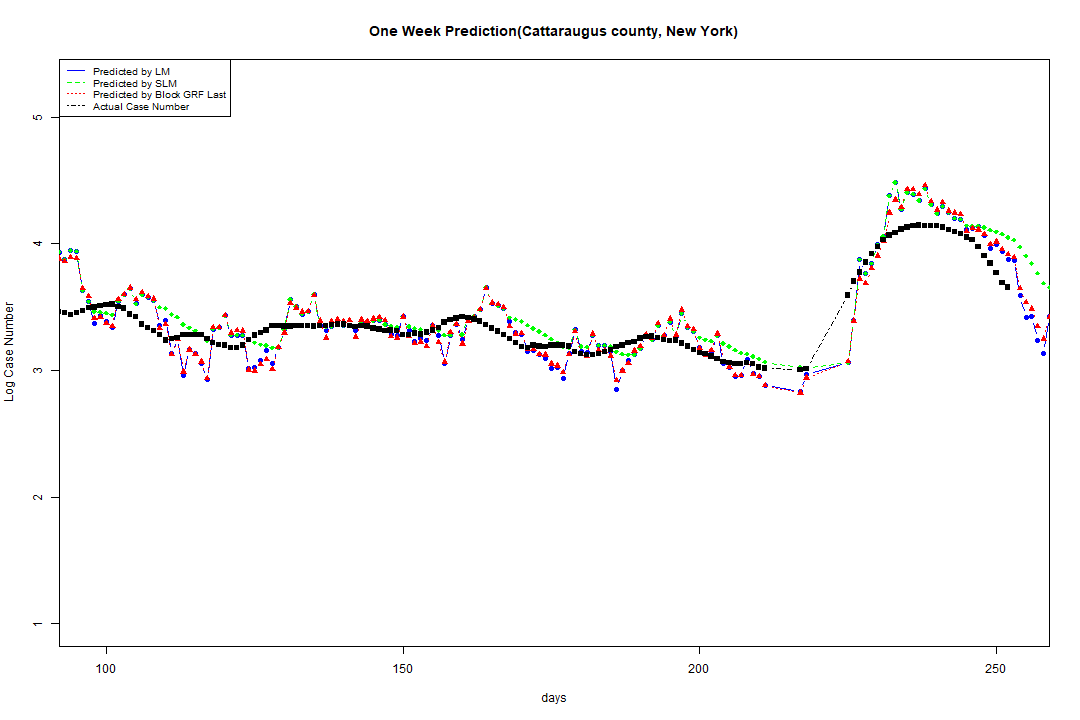 One Week Prediction(Cattaraugus county, New York)
Predicted by LM
Predicted by SLM
Predicted by Block GRF Last
Actual Case Number
5
4
3
2
1
Log Case Number
100 150 200 250
days